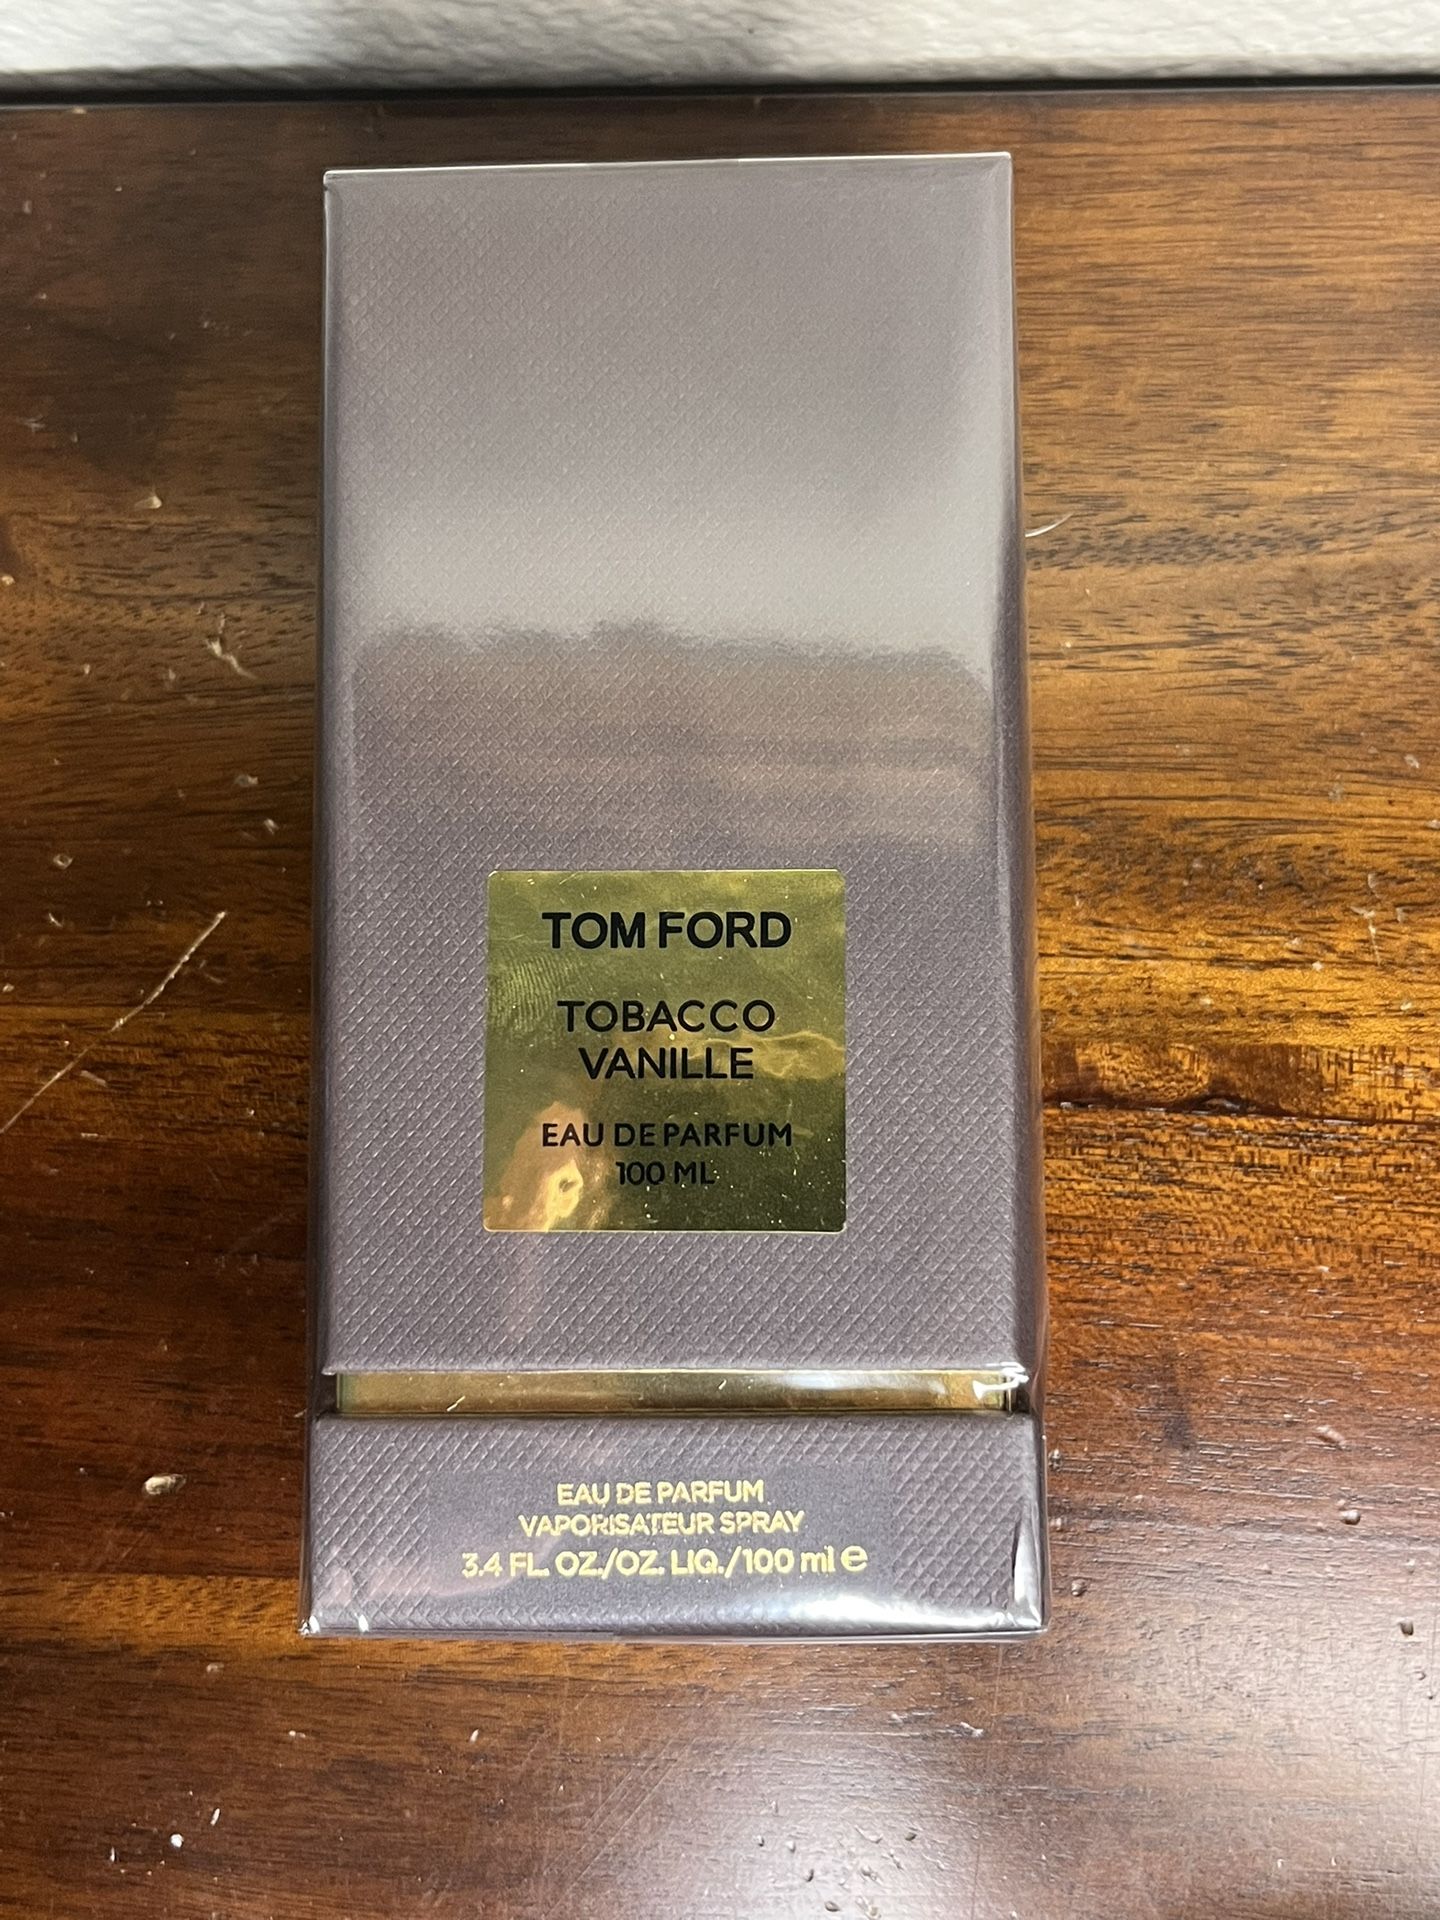 TOM FORD
TOBACCO
VANILLE
EAU DE PARFUM
100 ML
EAU DE PARFUM
VAPORISATEUR SPRAY
3.4 FL. OZ./OZ. LIQ./100 ml ℮